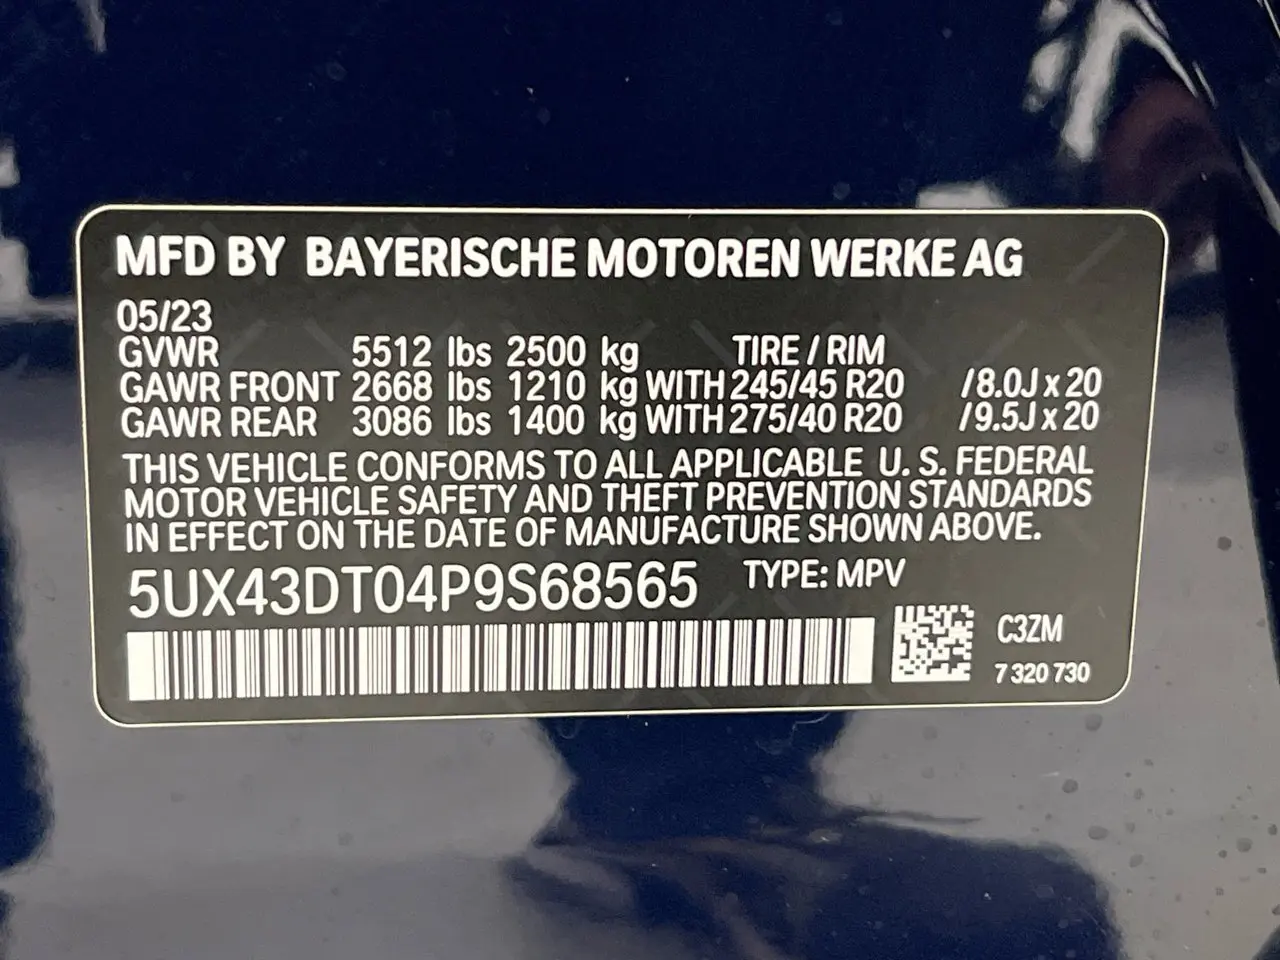 MFD BY BAYERISCHE MOTOREN WERKE AG
05/23
GVWR 5512 lbs 2500 kg TIRE / RIM
GAWR FRONT 2668 lbs 1210 kg WITH 245/45 R20 /8.0J x 20
GAWR REAR 3086 lbs 1400 kg WITH 275/40 R20 /9.5J x 20
THIS VEHICLE CONFORMS TO ALL APPLICABLE U. S. FEDERAL
MOTOR VEHICLE SAFETY AND THEFT PREVENTION STANDARDS
IN EFFECT ON THE DATE OF MANUFACTURE SHOWN ABOVE.
5UX43DT04P9S68565 TYPE: MPV
C3ZM
7 320 730